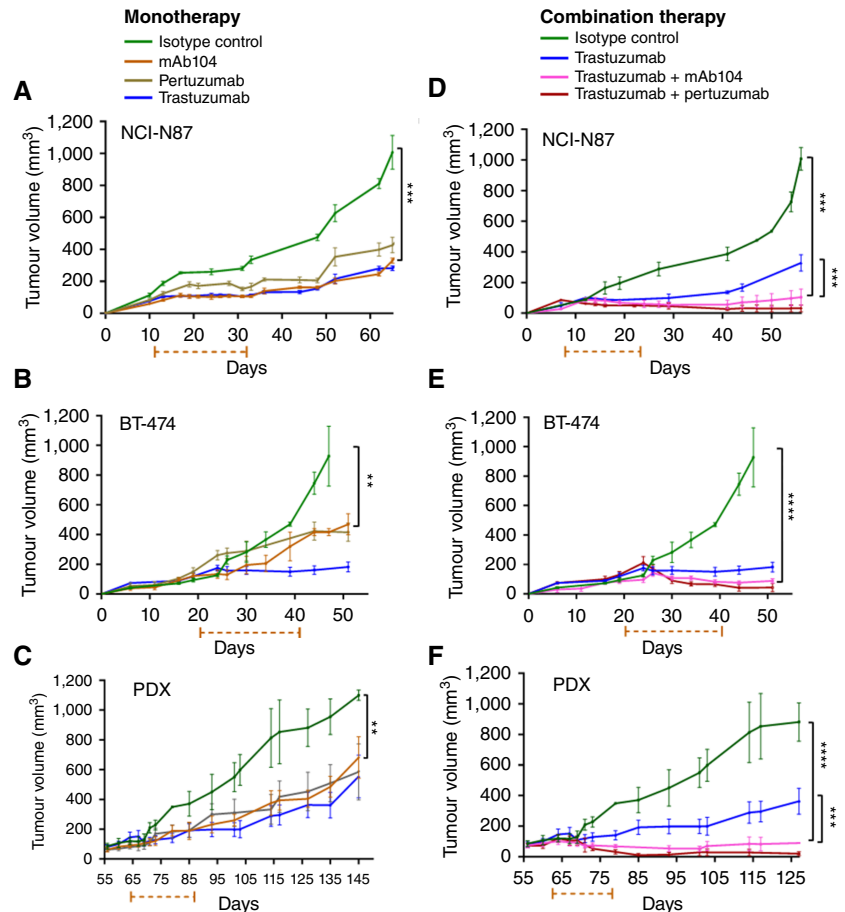 Monotherapy
Isotype control
mAb104
Pertuzumab
Trastuzumab
A
NCI-N87
Tumour volume (mm3)
1,200
1,000
800
600
400
200
0
0 10 20 30 40 50 60
Days
***
B
BT-474
Tumour volume (mm3)
1,200
1,000
800
600
400
200
0
0 10 20 30 40 50
Days
**
C
PDX
Tumour volume (mm3)
1,200
1,000
800
600
400
200
0
55 65 75 85 95 105 115 125 135 145
Days
**
Combination therapy
Isotype control
Trastuzumab
Trastuzumab + mAb104
Trastuzumab + pertuzumab
D
NCI-N87
Tumour volume (mm3)
1,200
1,000
800
600
400
200
0
0 10 20 30 40 50
Days
***
***
E
BT-474
Tumour volume (mm3)
1,200
1,000
800
600
400
200
0
0 10 20 30 40 50
Days
****
F
PDX
Tumour volume (mm3)
1,200
1,000
800
600
400
200
0
55 65 75 85 95 105 115 125
Days
****
***